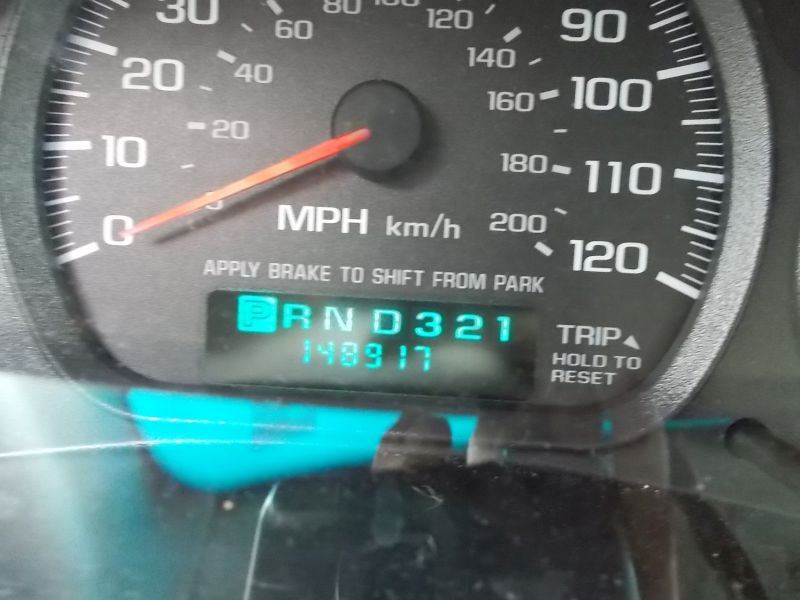 30 60 80 100 120 90
20 40 140 100
160
10 20 180 110
0
MPH km/h 200 120
APPLY BRAKE TO SHIFT FROM PARK
P R N D 3 2 1
148917
TRIP
HOLD TO
RESET